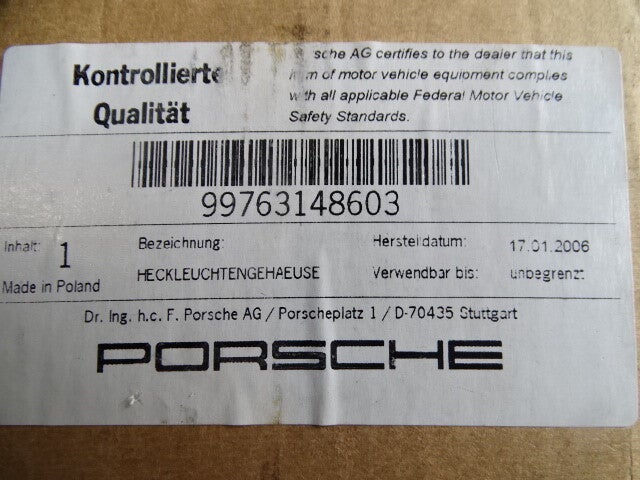 Kontrollierte
Qualität
sche AG certifies to the dealer that this
of motor vehicle equipment complies
with all applicable Federal Motor Vehicle
Safety Standards.
99763148603
Inhalt: 1
Made in Poland
Bezeichnung:
HECKLEUCHTENGEHAEUSE
Herstelldatum: 17.01.2006
Verwendbar bis: unbegrenzt
Dr. Ing. h.c. F. Porsche AG / Porscheplatz 1 / D-70435 Stuttgart
PORSCHE